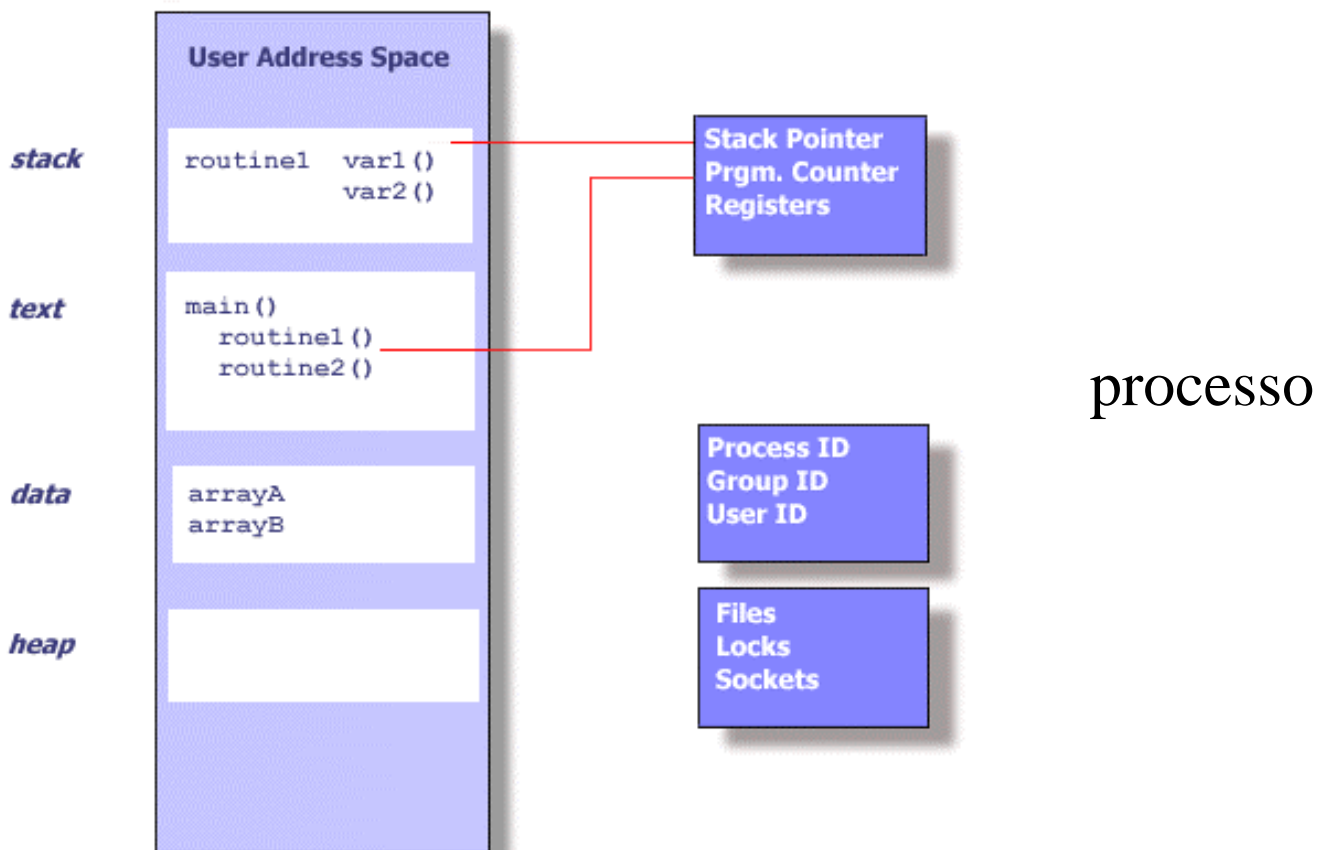 User Address Space
stack
routine1 var1()
var2()
text
main()
routine1()
routine2()
data
arrayA
arrayB
heap
Stack Pointer
Prgm. Counter
Registers
Process ID
Group ID
User ID
Files
Locks
Sockets
processo